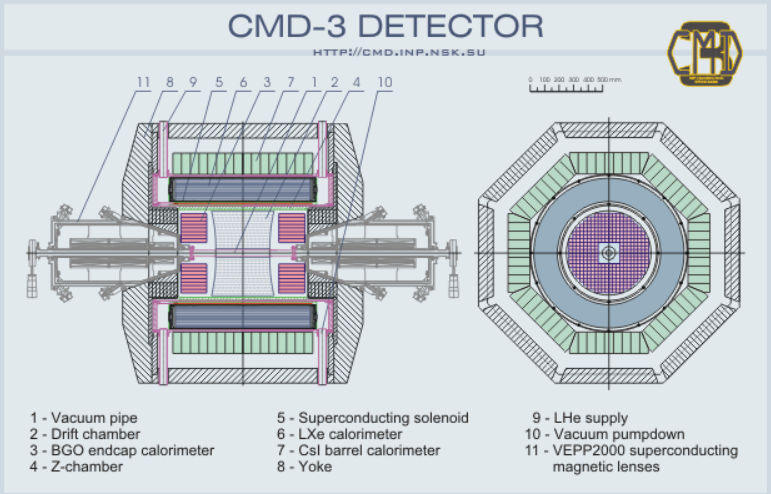 CMD-3 DETECTOR
HTTP://CMD.INP.NSK.SU
CMD
0 100 200 300 400 500 mm
11 8 9 5 6 3 7 1 2 4 10
1 - Vacuum pipe
2 - Drift chamber
3 - BGO endcap calorimeter
4 - Z-chamber
5 - Superconducting solenoid
6 - LXe calorimeter
7 - CsI barrel calorimeter
8 - Yoke
9 - LHe supply
10 - Vacuum pumpdown
11 - VEPP2000 superconducting
magnetic lenses